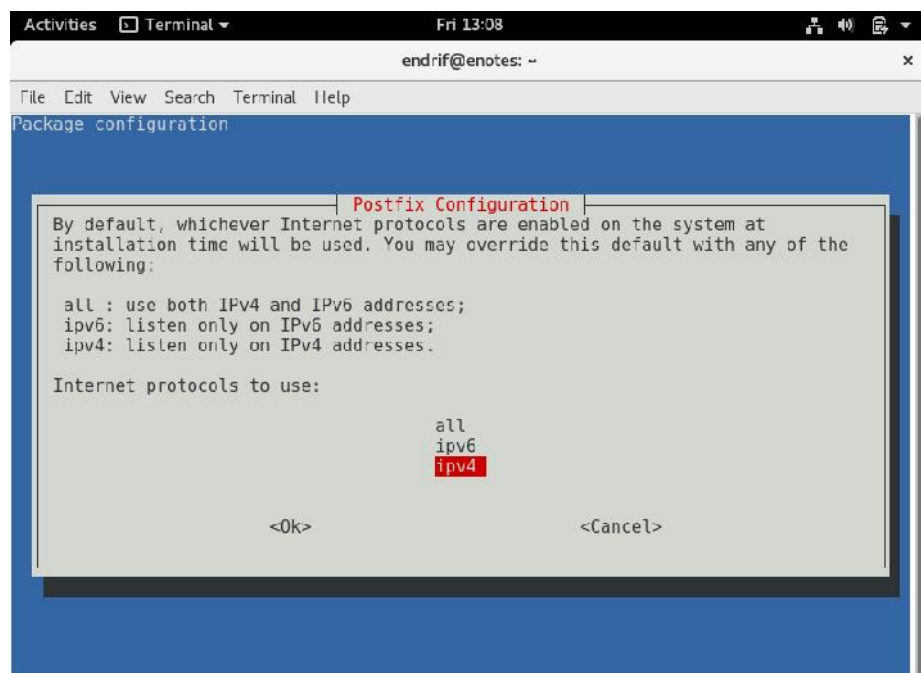 Activities Terminal Fri 13:08
endrif@enotes: ~ ×
File Edit View Search Terminal Help
Package configuration
Postfix Configuration
By default, whichever Internet protocols are enabled on the system at
installation time will be used. You may override this default with any of the
following:
all : use both IPv4 and IPv6 addresses;
ipv6: listen only on IPv6 addresses;
ipv4: listen only on IPv4 addresses.
Internet protocols to use:
all
ipv6
ipv4
<Ok> <Cancel>